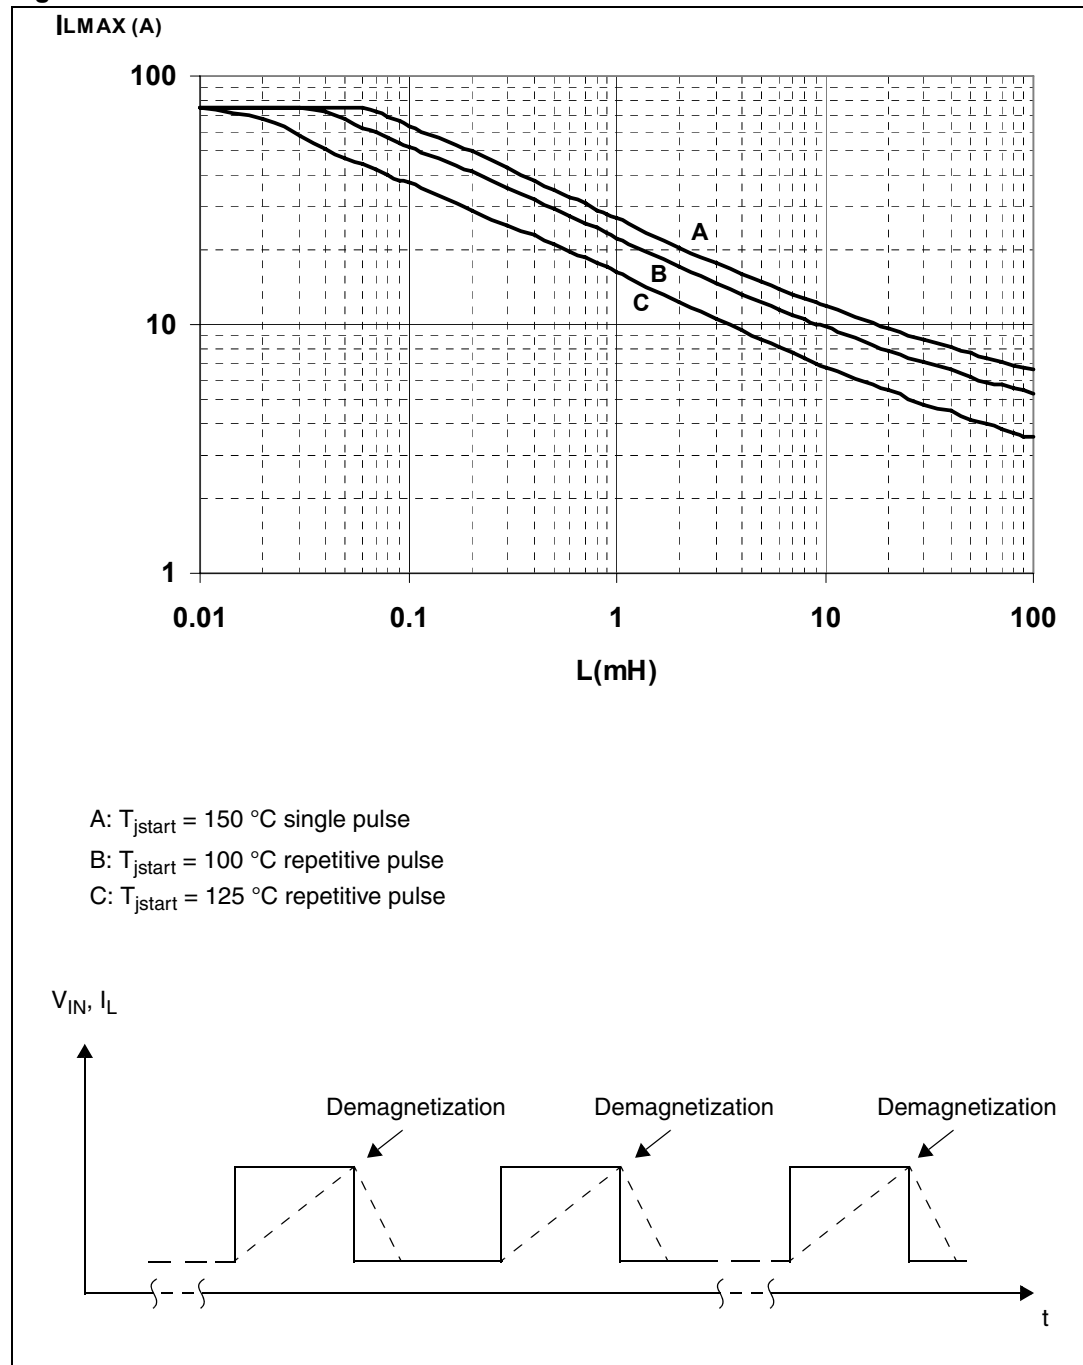 ILMAX (A)
100
10
1
A
B
C
0.01 0.1 1 10 100
L(mH)
A: Tjstart = 150 °C single pulse
B: Tjstart = 100 °C repetitive pulse
C: Tjstart = 125 °C repetitive pulse
VIN, IL
Demagnetization Demagnetization Demagnetization
t